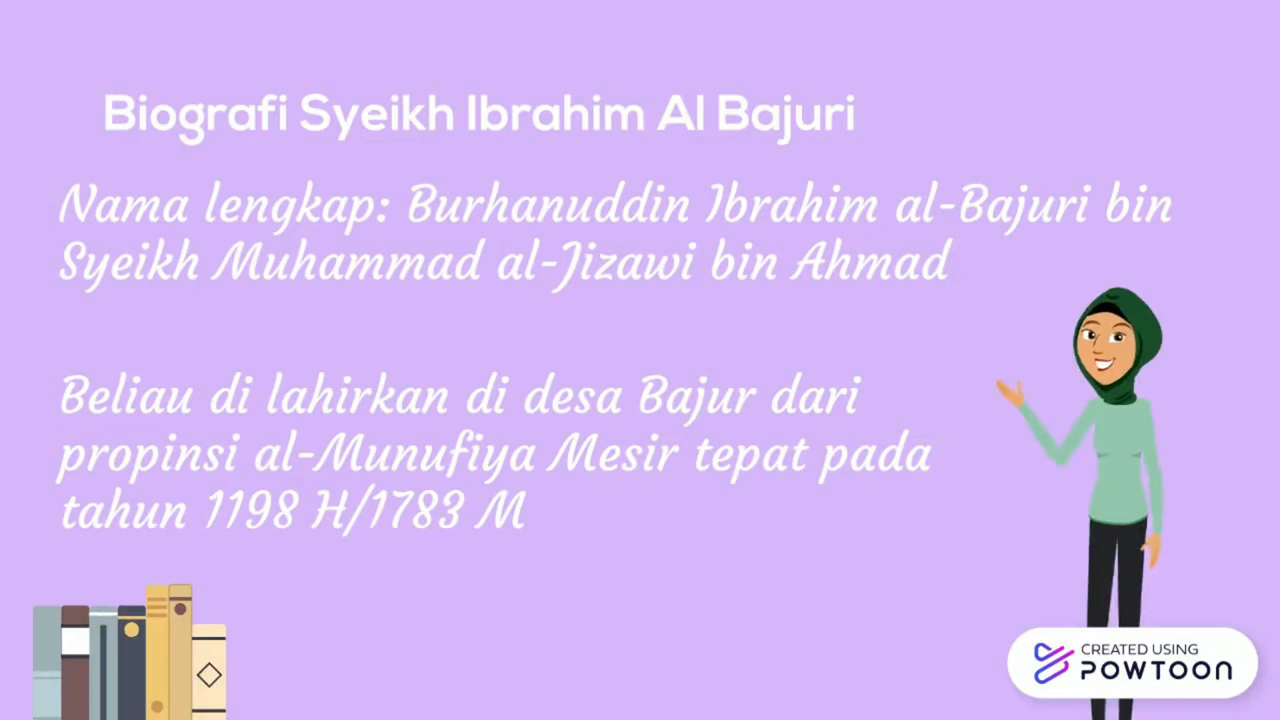 Biografi Syeikh Ibrahim Al Bajuri
Nama lengkap: Burhanuddin Ibrahim al-Bajuri bin
Syeikh Muhammad al-Jizawi bin Ahmad
Beliau di lahirkan di desa Bajur dari
propinsi al-Munufiya Mesir tepat pada
tahun 1198 H/1783 M
CREATED USING
POWTOON